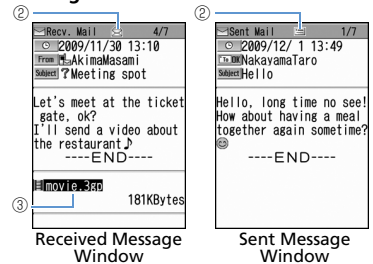 ②
②
Recv. Mail 4/7
2009/11/30 13:10
From AkimaMasami
Subject ?Meeting spot
Let's meet at the ticket
gate, ok?
I'll send a video about
the restaurant♪
----END----
③
movie.3gp
181KBytes
Received Message
Window
Sent Mail 1/7
2009/12/ 1 13:49
To OK NakayamaTaro
Subject Hello
Hello, long time no see!
How about having a meal
together again sometime?
☺
----END----
Sent Message
Window